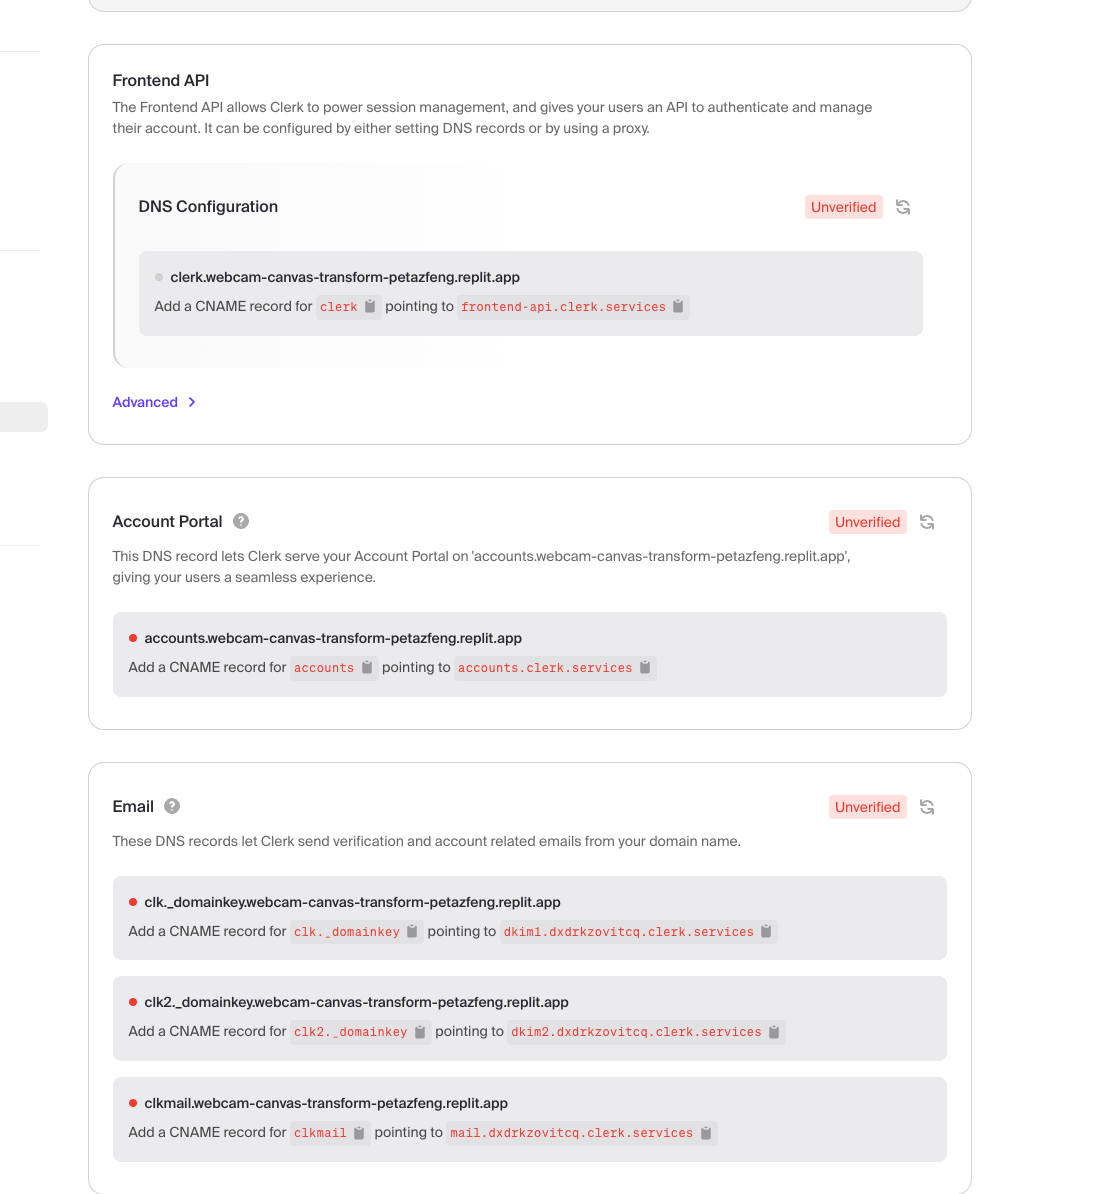 Frontend API
The Frontend API allows Clerk to power session management, and gives your users an API to authenticate and manage
their account. It can be configured by either setting DNS records or by using a proxy.
DNS Configuration
Unverified
clerk.webcam-canvas-transform-petazfeng.replit.app
Add a CNAME record for clerk pointing to frontend-api.clerk.services
Advanced
Account Portal
Unverified
This DNS record lets Clerk serve your Account Portal on 'accounts.webcam-canvas-transform-petazfeng.replit.app',
giving your users a seamless experience.
accounts.webcam-canvas-transform-petazfeng.replit.app
Add a CNAME record for accounts pointing to accounts.clerk.services
Email
Unverified
These DNS records let Clerk send verification and account related emails from your domain name.
clk._domainkey.webcam-canvas-transform-petazfeng.replit.app
Add a CNAME record for clk._domainkey pointing to dkim1.dxdrkzovitcq.clerk.services
clk2._domainkey.webcam-canvas-transform-petazfeng.replit.app
Add a CNAME record for clk2._domainkey pointing to dkim2.dxdrkzovitcq.clerk.services
clkmail.webcam-canvas-transform-petazfeng.replit.app
Add a CNAME record for clkmail pointing to mail.dxdrkzovitcq.clerk.services